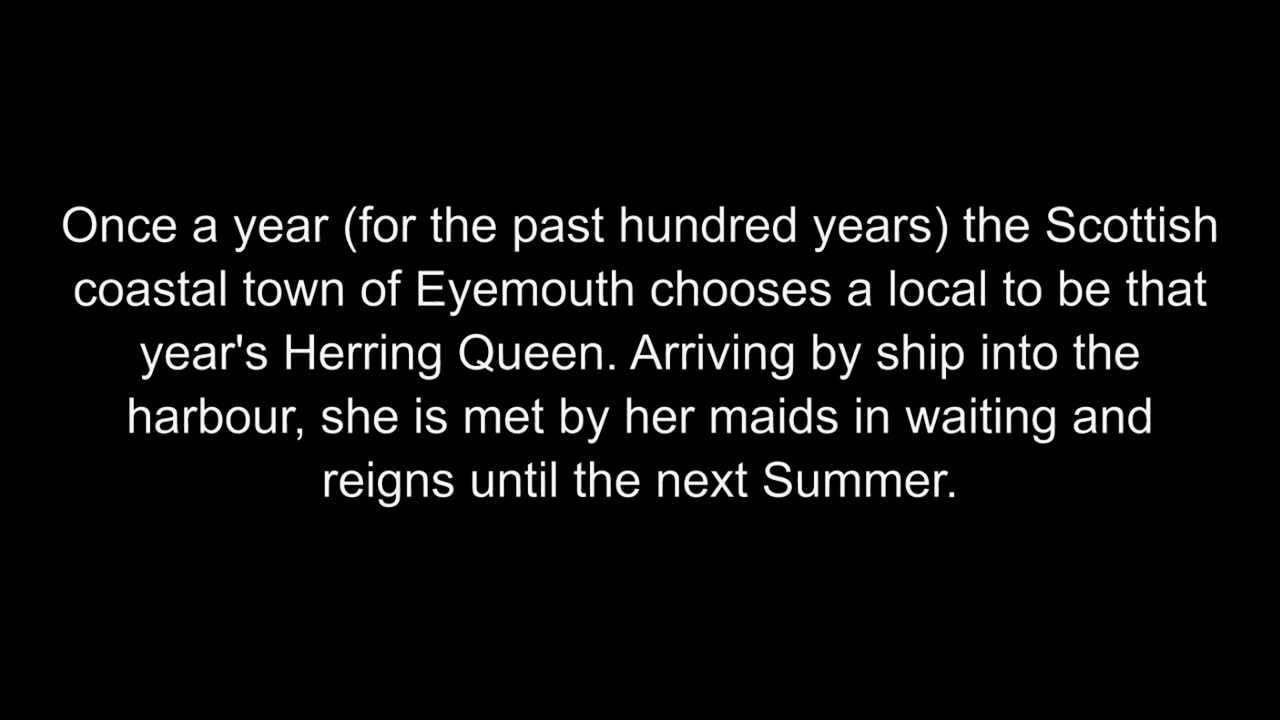 Once a year (for the past hundred years) the Scottish
coastal town of Eyemouth chooses a local to be that
year's Herring Queen. Arriving by ship into the
harbour, she is met by her maids in waiting and
reigns until the next Summer.